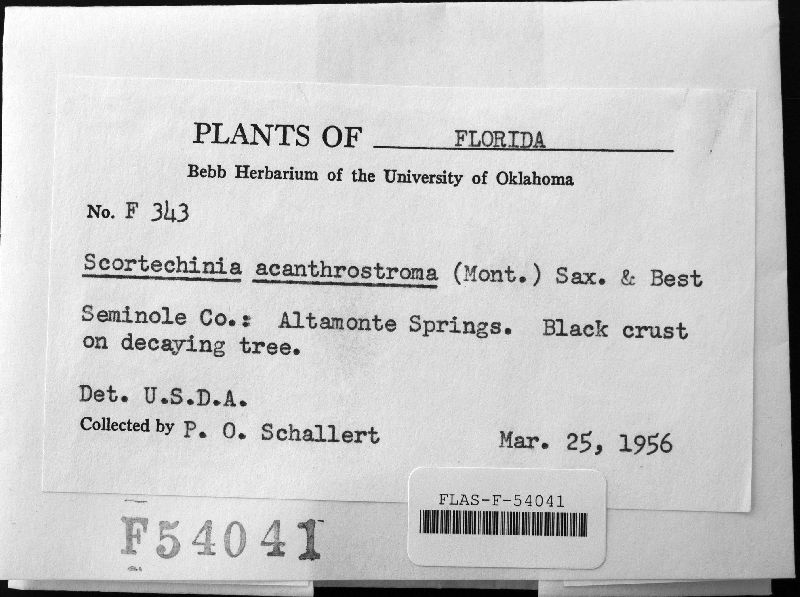 PLANTS OF FLORIDA
Bebb Herbarium of the University of Oklahoma
No. F 343
Scortechinia acanthrostroma (Mont.) Sax. & Best
Seminole Co.: Altamonte Springs. Black crust
on decaying tree.
Det. U.S.D.A.
Collected by P. O. Schallert Mar. 25, 1956
FLAS-F-54041
F54041